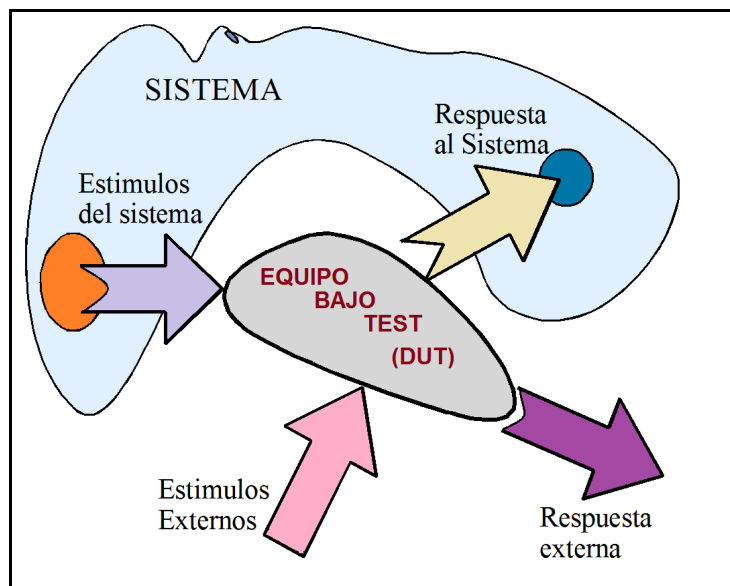 SISTEMA
Respuesta
al Sistema
Estimulos
del sistema
EQUIPO
BAJO
TEST
(DUT)
Estimulos
Externos
Respuesta
externa